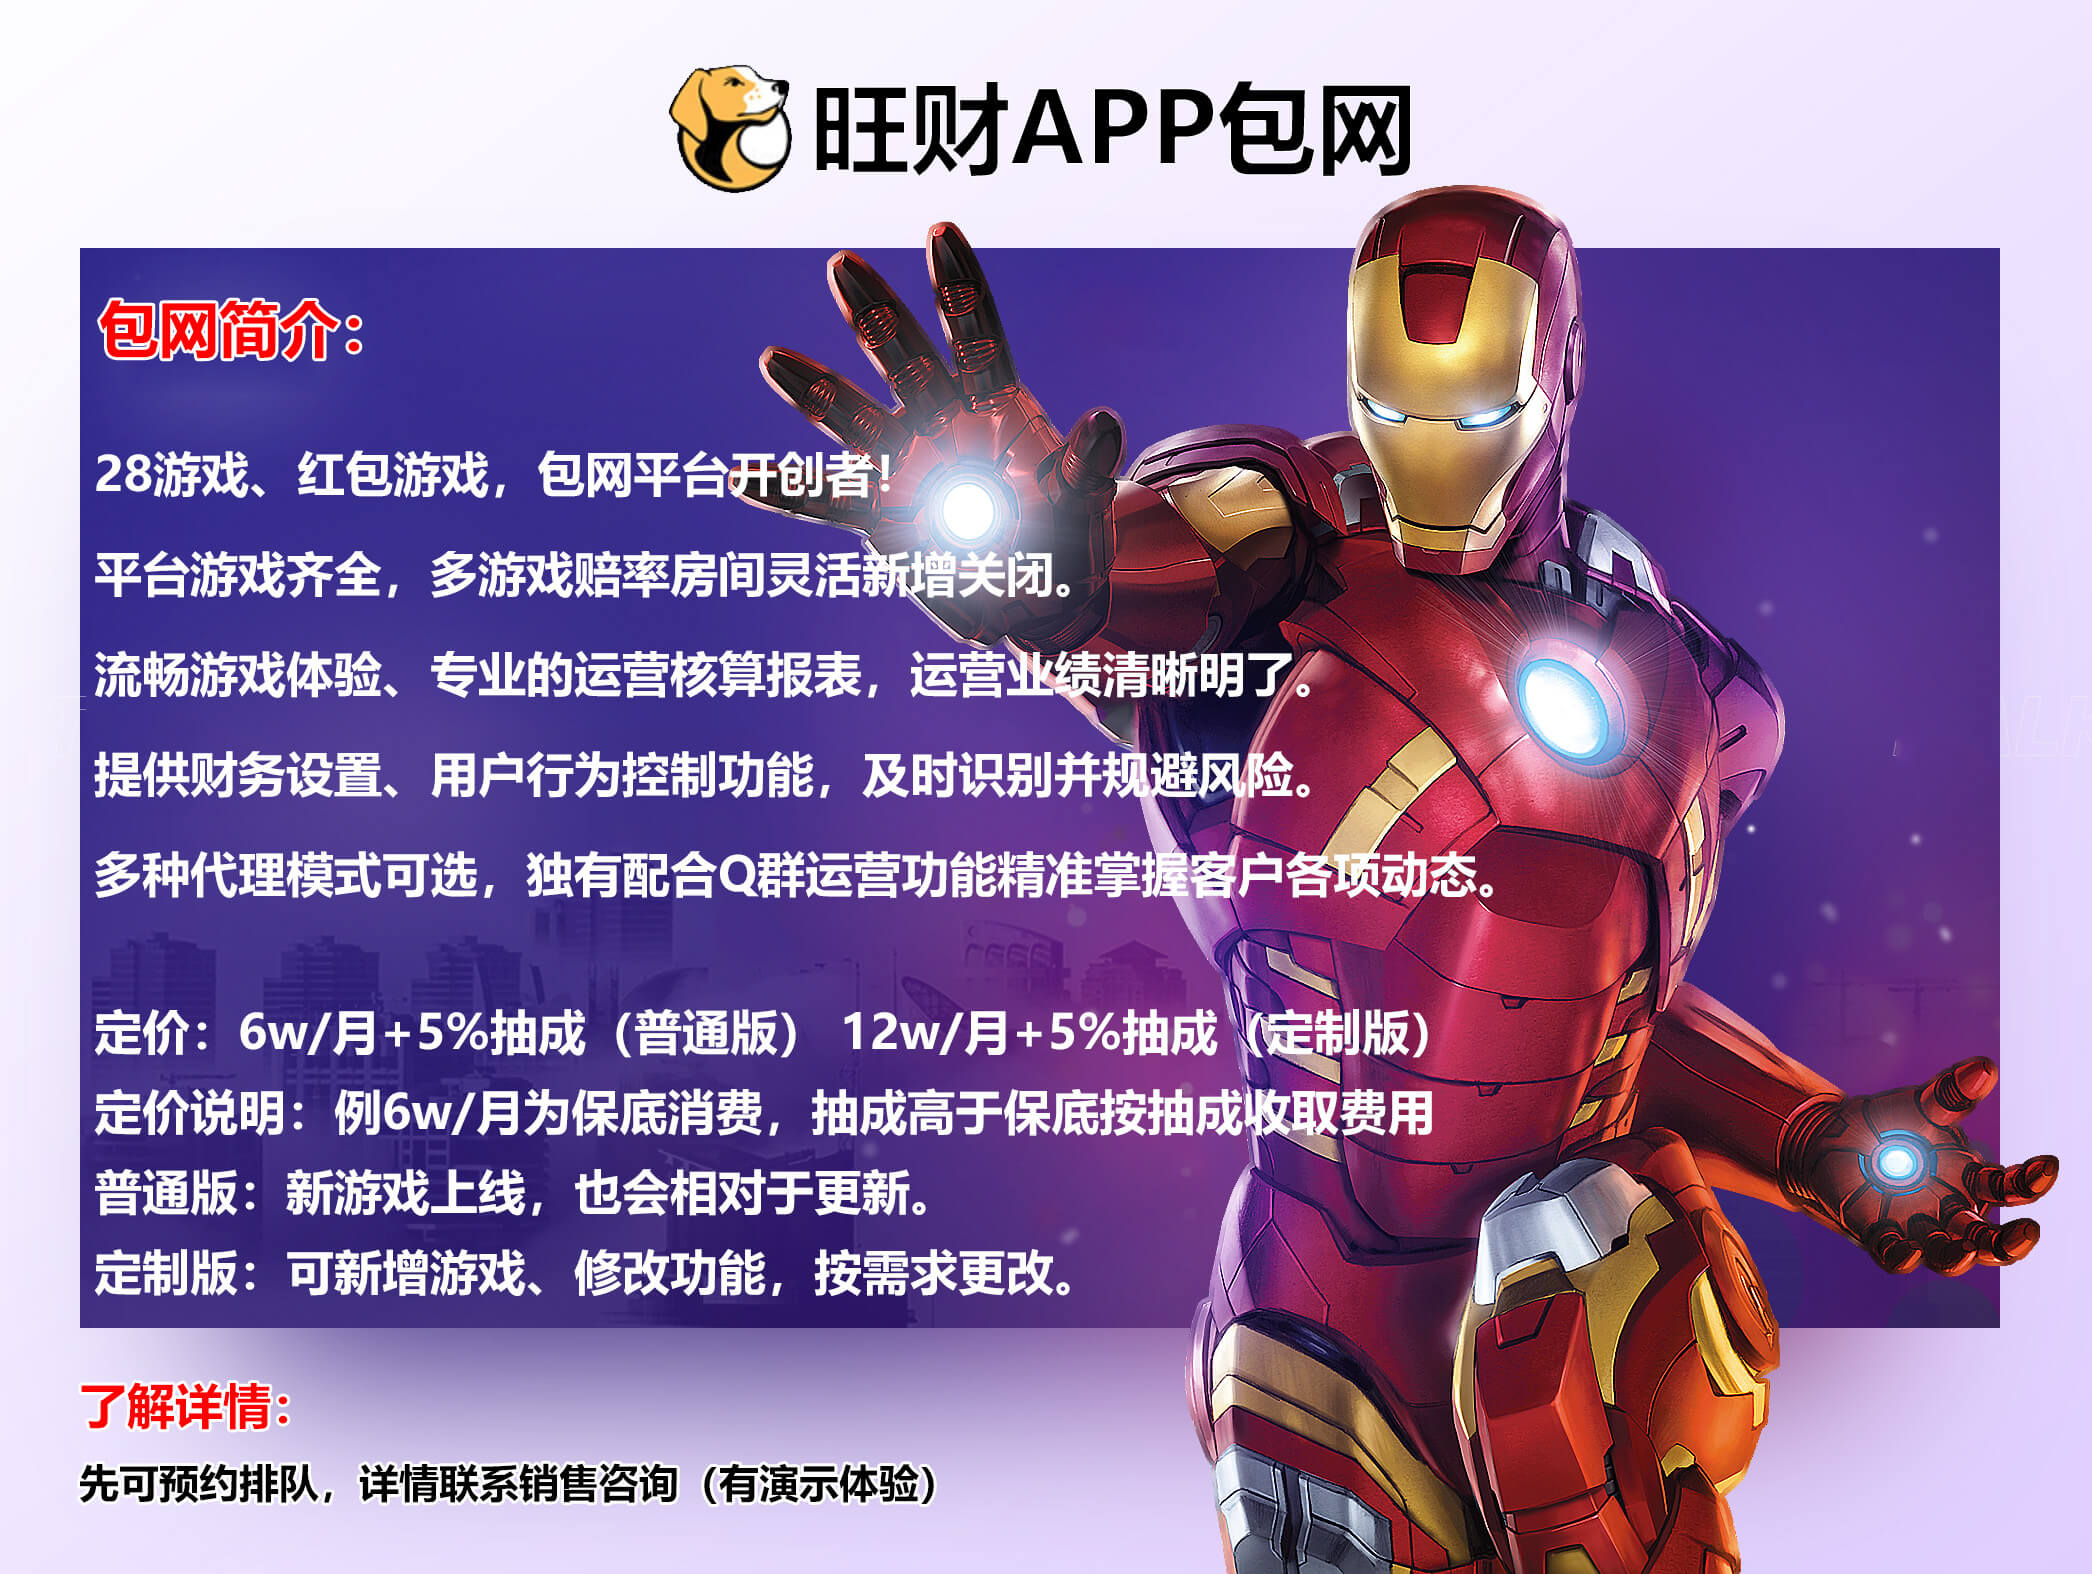 旺财APP包网
包网简介：
28游戏、红包游戏，包网平台开创者！
平台游戏齐全，多游戏赔率房间灵活新增关闭。
流畅游戏体验、专业的运营核算报表，运营业绩清晰明了。
提供财务设置、用户行为控制功能，及时识别并规避风险。
多种代理模式可选，独有配合Q群运营功能精准掌握客户各项动态。
定价：6w/月+5%抽成（普通版） 12w/月+5%抽成（定制版）
定价说明：例6w/月为保底消费，抽成高于保底按抽成收取费用
普通版：新游戏上线，也会相对于更新。
定制版：可新增游戏、修改功能，按需求更改。
了解详情：
先可预约排队，详情联系销售咨询（有演示体验）